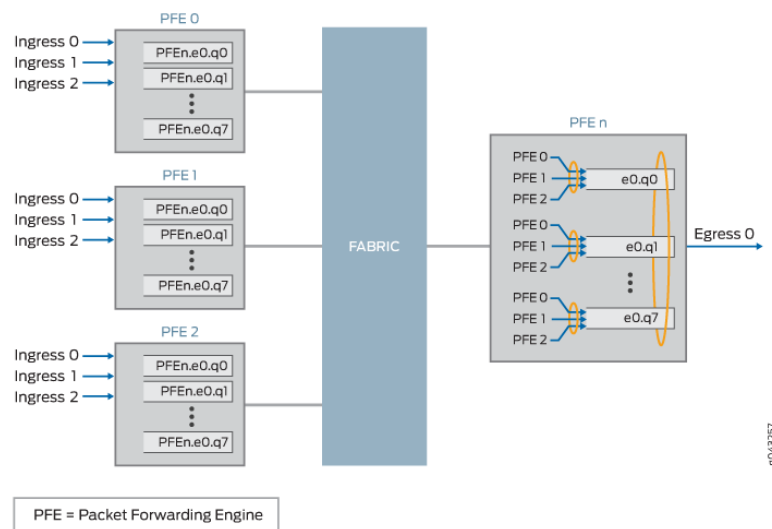 PFE 0
Ingress 0
Ingress 1
Ingress 2
PFEn.e0.q0
PFEn.e0.q1
PFEn.e0.q7
PFE 1
Ingress 0
Ingress 1
Ingress 2
PFEn.e0.q0
PFEn.e0.q1
PFEn.e0.q7
PFE 2
Ingress 0
Ingress 1
Ingress 2
PFEn.e0.q0
PFEn.e0.q1
PFEn.e0.q7
FABRIC
PFE n
PFE 0
PFE 1
PFE 2
e0.q0
PFE 0
PFE 1
PFE 2
e0.q1
PFE 0
PFE 1
PFE 2
e0.q7
Egress 0
g043257
PFE = Packet Forwarding Engine